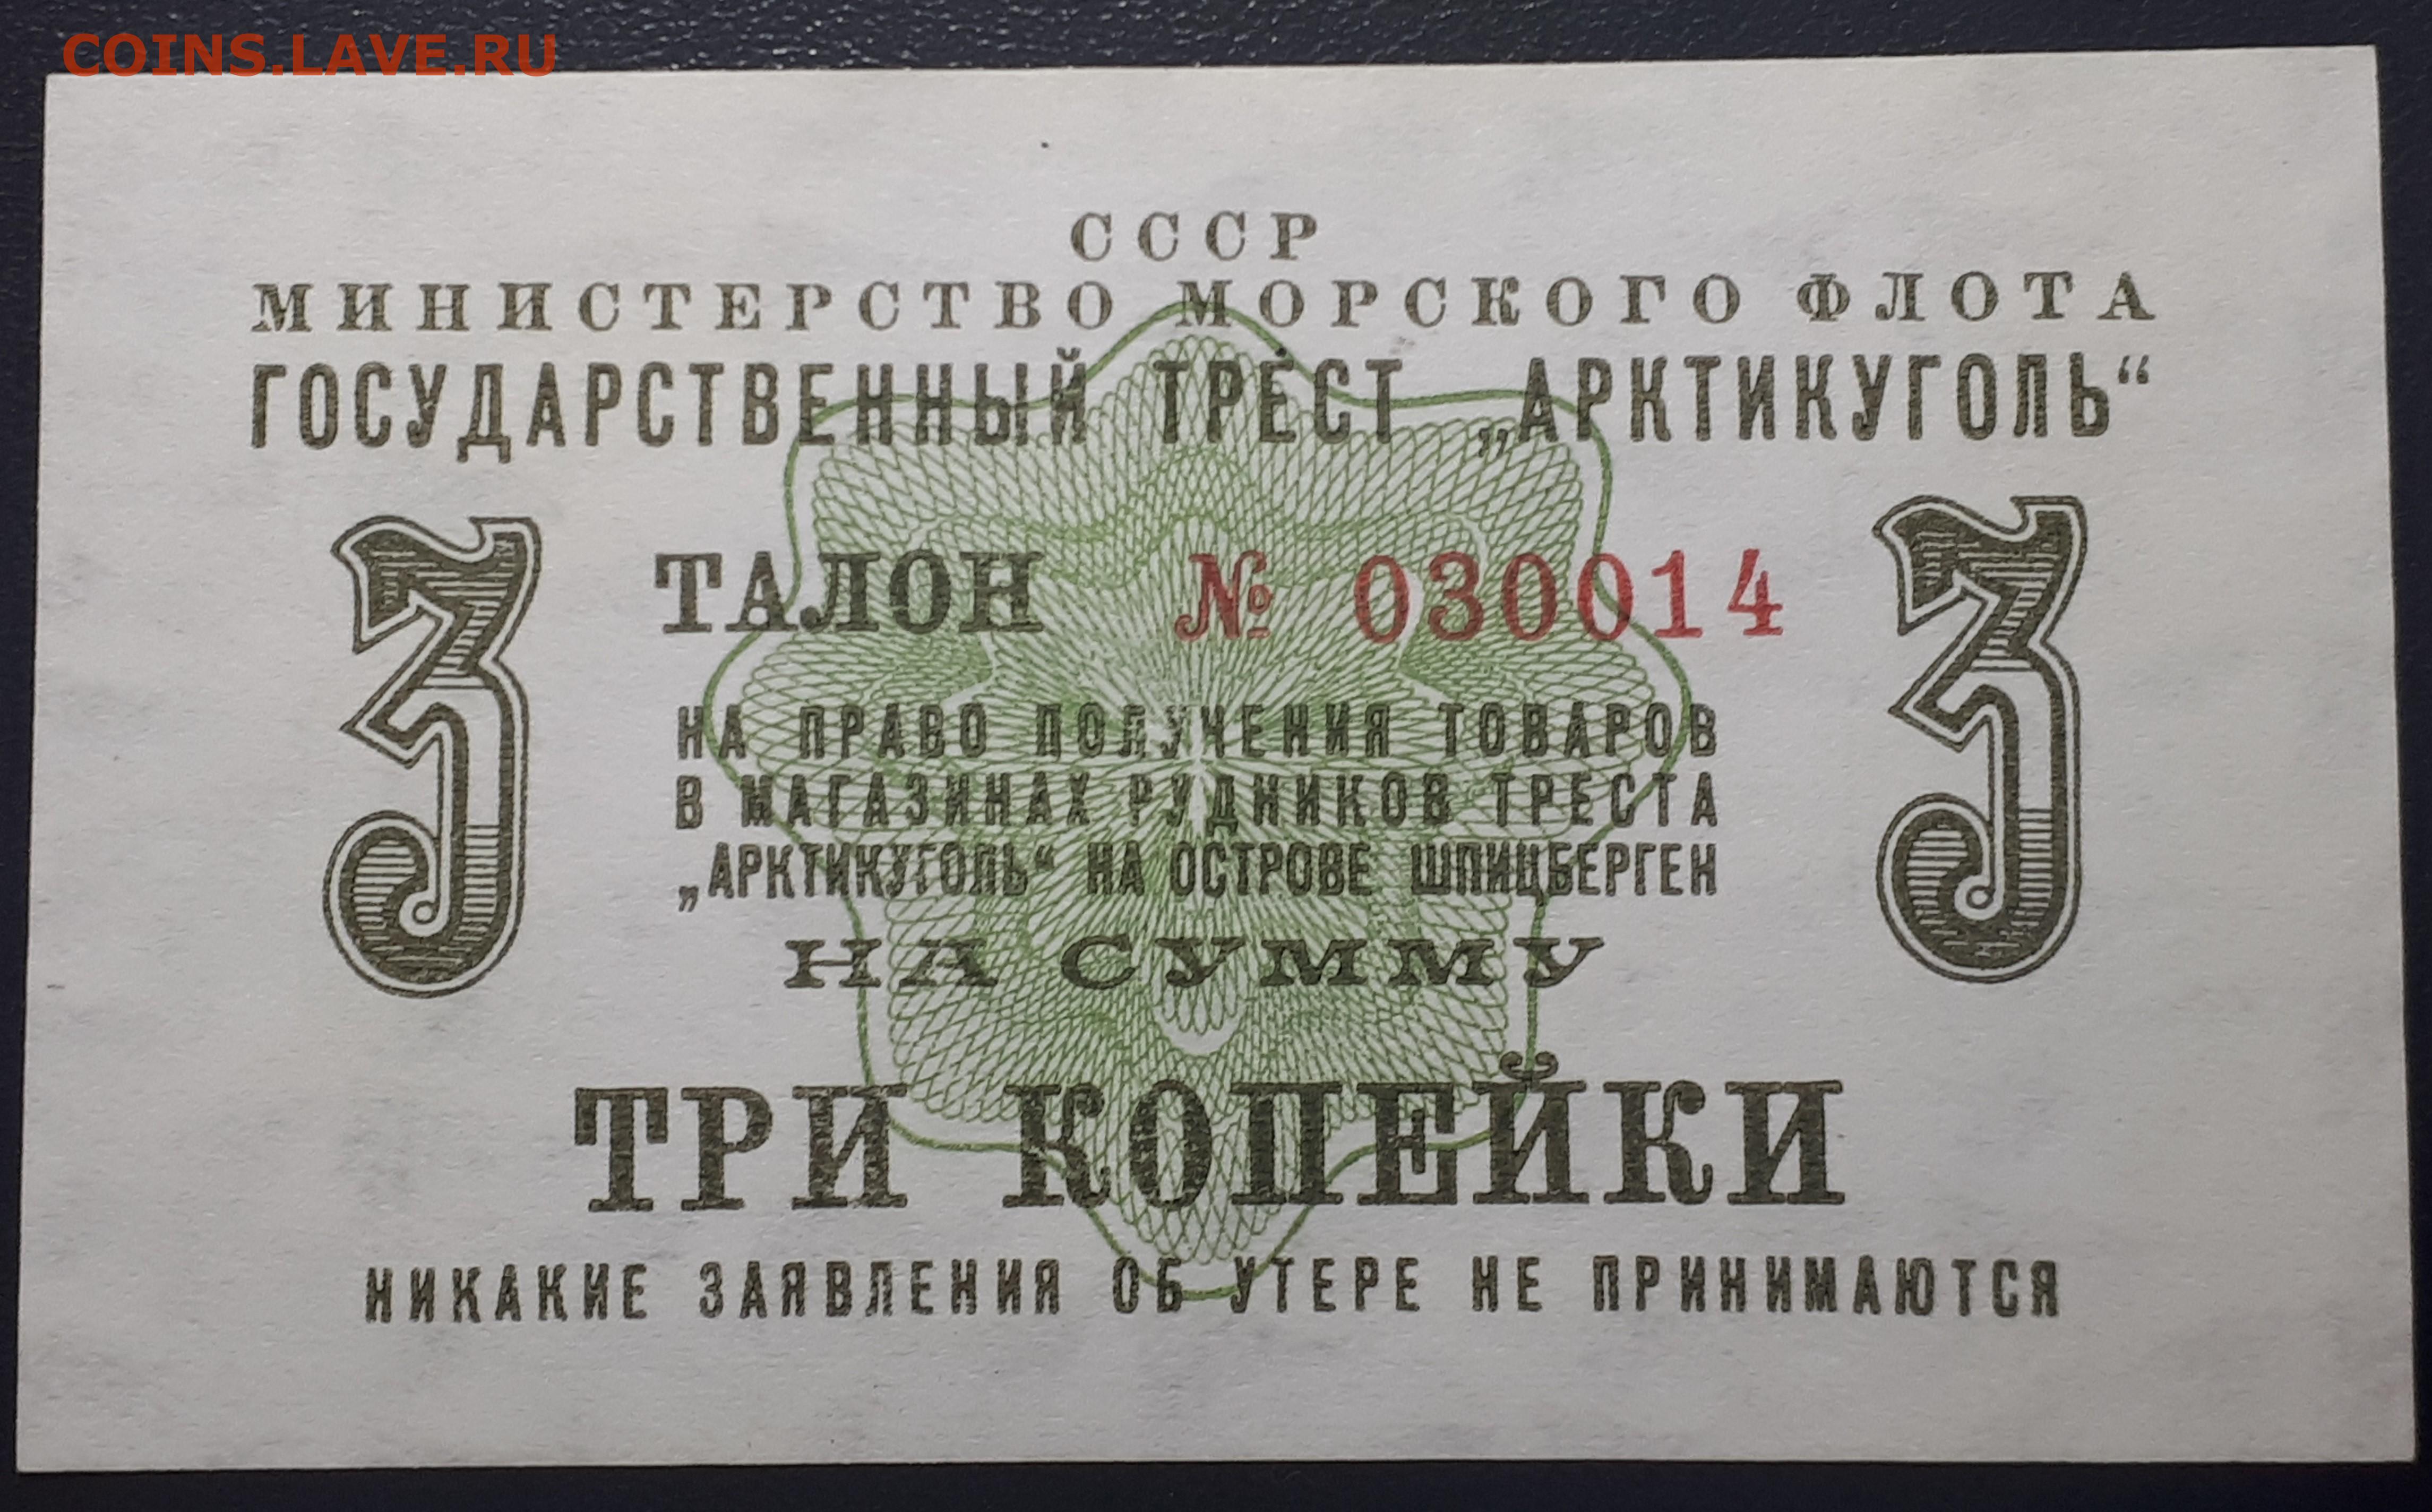 COINS.LAVE.RU
СССР
МИНИСТЕРСТВО МОРСКОГО ФЛОТА
ГОСУДАРСТВЕННЫЙ ТРЕСТ „АРКТИКУГОЛЬ“
3 ТАЛОН № 030014 3
НА ПРАВО ПОЛУЧЕНИЯ ТОВАРОВ
В МАГАЗИНАХ РУДНИКОВ ТРЕСТА
„АРКТИКУГОЛЬ“ НА ОСТРОВЕ ШПИЦБЕРГЕН
НА СУММУ
ТРИ КОПЕЙКИ
НИКАКИЕ ЗАЯВЛЕНИЯ ОБ УТЕРЕ НЕ ПРИНИМАЮТСЯ